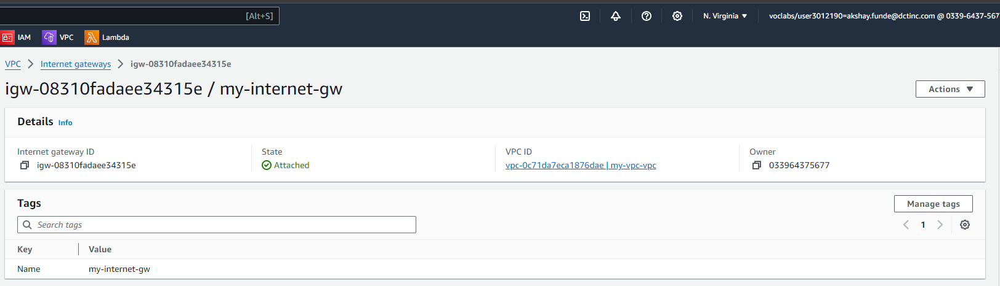 [Alt+S]
N. Virginia
voclabs/user3012190=akshay.funde@dctinc.com @ 0339-6437-567
IAM
VPC
Lambda
VPC
Internet gateways
igw-08310fadaee34315e
igw-08310fadaee34315e / my-internet-gw
Actions
Details Info
Internet gateway ID
igw-08310fadaee34315e
State
Attached
VPC ID
vpc-0c71da7eca1876dae | my-vpc-vpc
Owner
033964375677
Tags
Manage tags
Search tags
1
Key Value
Name my-internet-gw